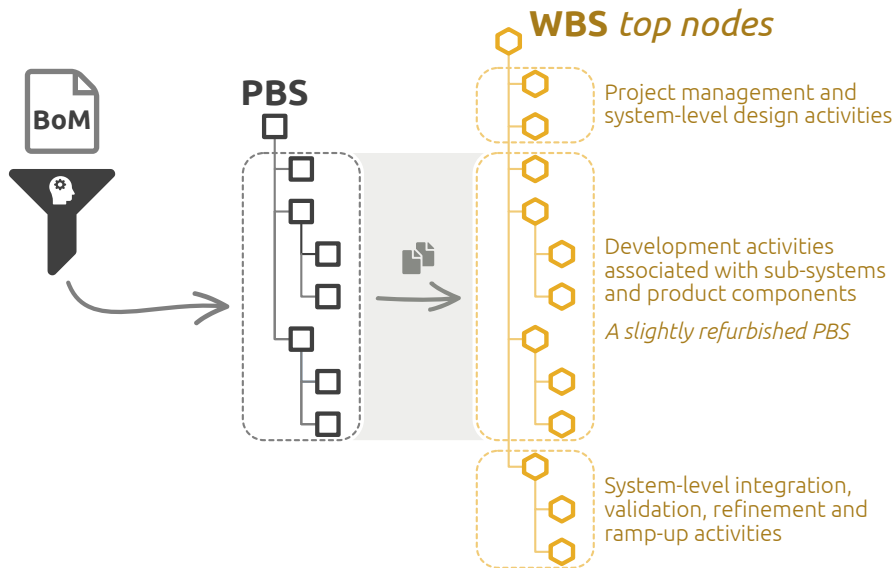 WBS top nodes
BoM
PBS
Project management and
system-level design activities
Development activities
associated with sub-systems
and product components
A slightly refurbished PBS
System-level integration,
validation, refinement and
ramp-up activities